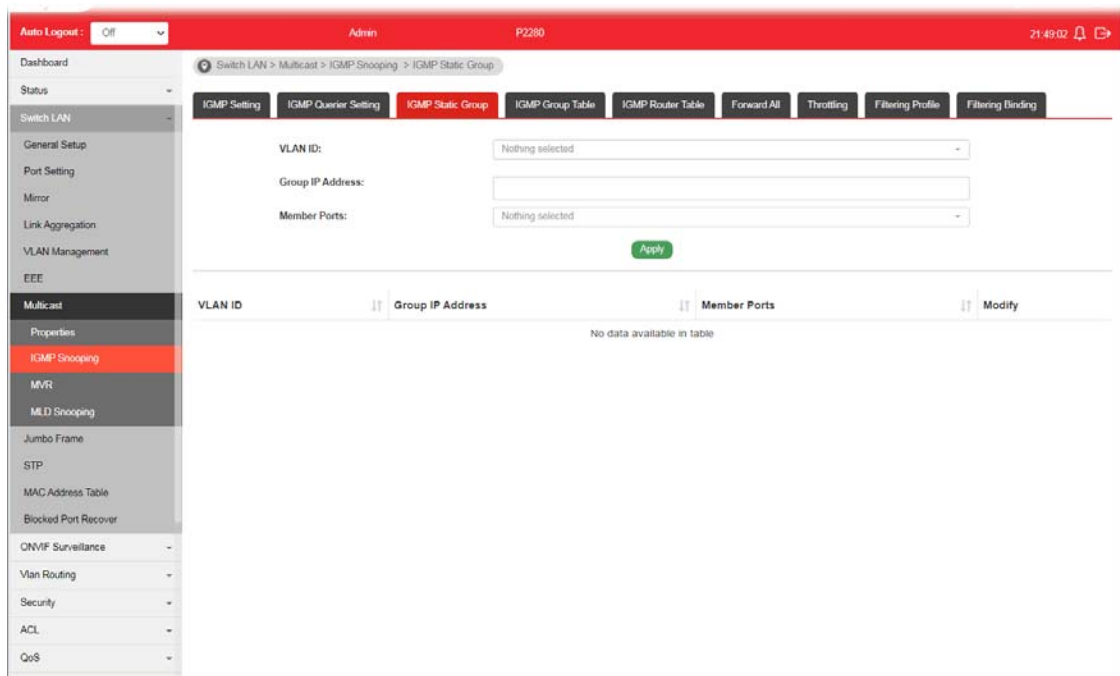 Auto Logout : Off Admin P2280 21:49:02
Dashboard
Status
Switch LAN
General Setup
Port Setting
Mirror
Link Aggregation
VLAN Management
EEE
Multicast
Properties
IGMP Snooping
MVR
MLD Snooping
Jumbo Frame
STP
MAC Address Table
Blocked Port Recover
ONVIF Surveillance
Vlan Routing
Security
ACL
QoS
Switch LAN > Multicast > IGMP Snooping > IGMP Static Group
IGMP Setting IGMP Querier Setting IGMP Static Group IGMP Group Table IGMP Router Table Forward All Throttling Filtering Profile Filtering Binding
VLAN ID: Nothing selected
Group IP Address:
Member Ports: Nothing selected
Apply
VLAN ID Group IP Address Member Ports Modify
No data available in table